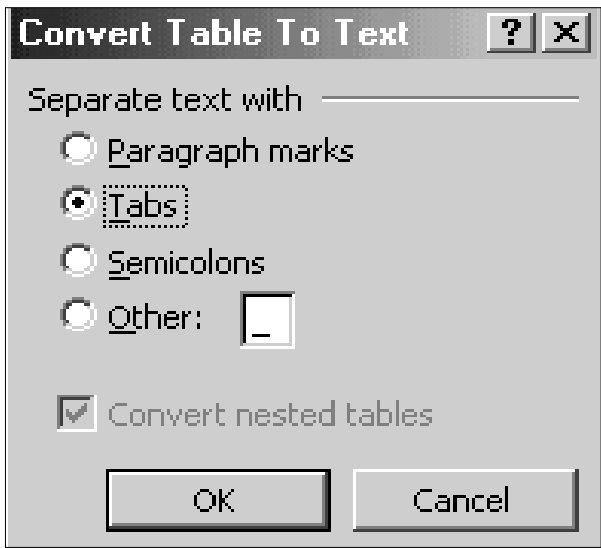 Convert Table To Text ?
Separate text with
Paragraph marks
Tabs
Semicolons
Other: _
Convert nested tables
OK Cancel